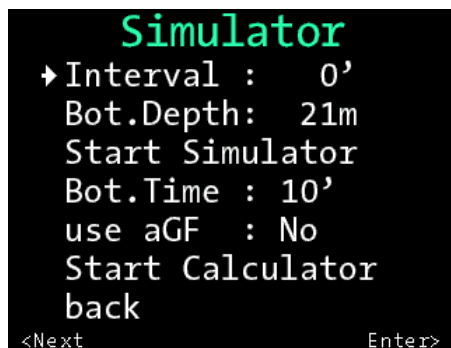 Simulator
Interval :   0’
Bot.Depth:  21m
Start Simulator
Bot.Time : 10’
use aGF  : No
Start Calculator
back
<Next Enter>